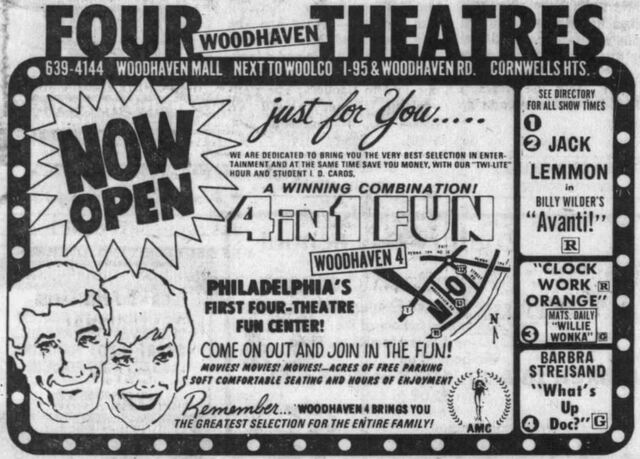 FOUR WOODHAVEN THEATRES
639-4144 WOODHAVEN MALL NEXT TO WOOLCO I-95 & WOODHAVEN RD. CORNWELLS HTS.
NOW
OPEN
just for You.....
WE ARE DEDICATED TO BRING YOU THE VERY BEST SELECTION IN ENTER-
TAINMENT AND AT THE SAME TIME SAVE YOU MONEY, WITH OUR "TWI-LITE"
HOUR AND STUDENT I. D. CARDS.
A WINNING COMBINATION!
4 iN 1 FUN
WOODHAVEN 4
PHILADELPHIA'S
FIRST FOUR-THEATRE
FUN CENTER!
N
COME ON OUT AND JOIN IN THE FUN!
MOVIES! MOVIES! MOVIES!—ACRES OF FREE PARKING
SOFT COMFORTABLE SEATING AND HOURS OF ENJOYMENT
Remember... WOODHAVEN 4 BRINGS YOU
THE GREATEST SELECTION FOR THE ENTIRE FAMILY!
AMC
SEE DIRECTORY
FOR ALL SHOW TIMES
1
2 JACK
LEMMON
in
BILLY WILDER'S
"Avanti!"
R
"CLOCK
WORK R
ORANGE"
MATS. DAILY
3 "WILLIE
WONKA" G
BARBRA
STREISAND
"What's
Up
4 Doc?" G